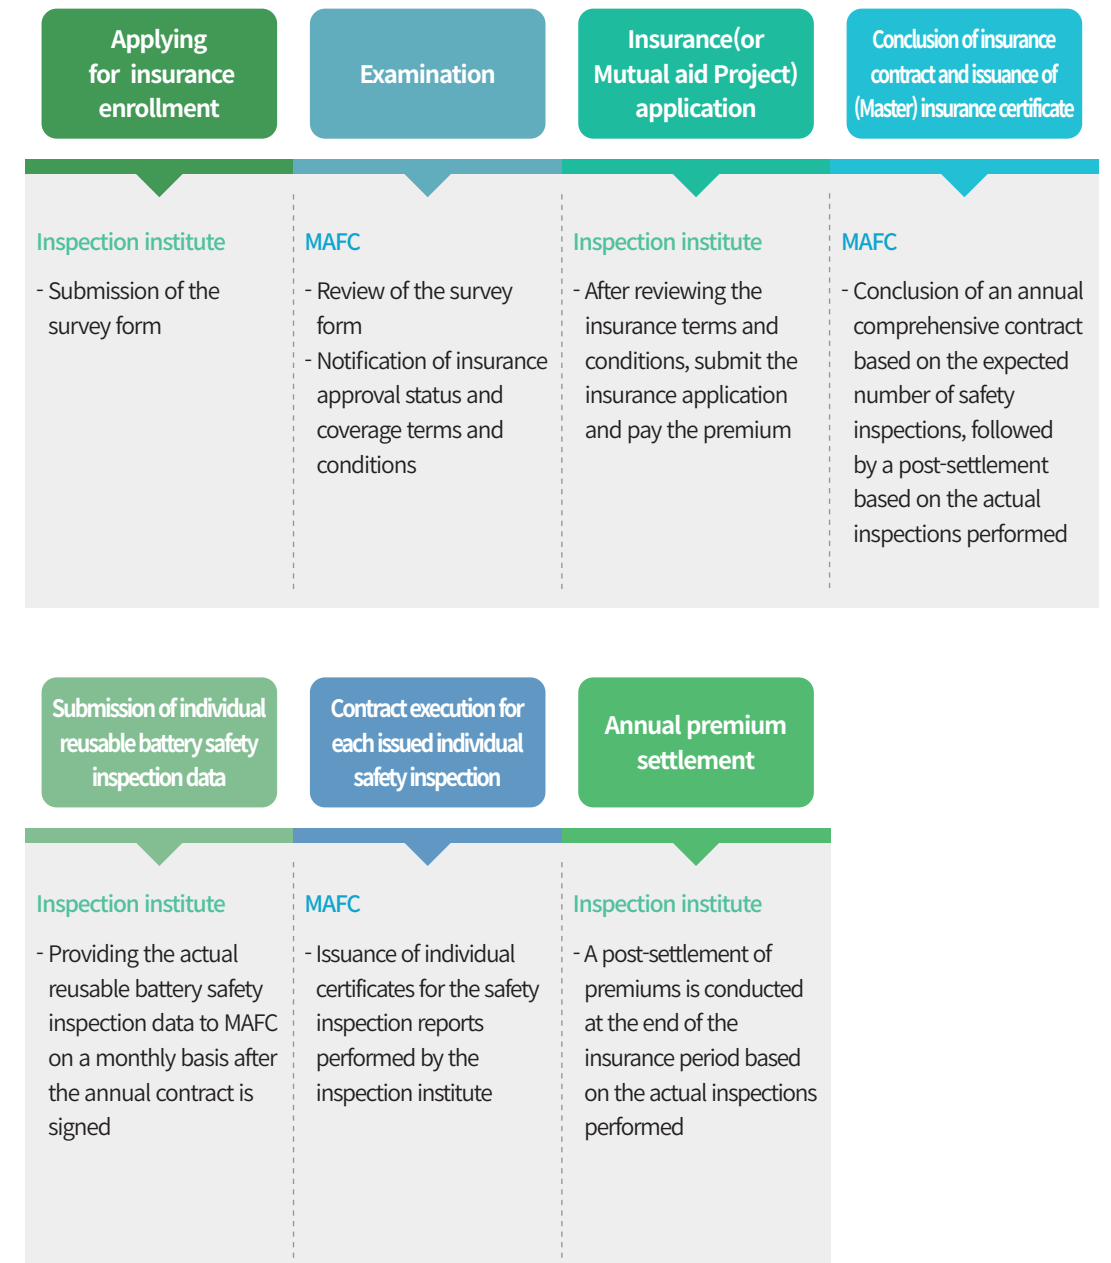 Applying
for insurance
enrollment
Examination
Insurance(or
Mutual aid Project)
application
Conclusion of insurance
contract and issuance of
(Master) insurance certificate
Inspection institute
- Submission of the
survey form
MAFC
- Review of the survey
form
- Notification of insurance
approval status and
coverage terms and
conditions
Inspection institute
- After reviewing the
insurance terms and
conditions, submit the
insurance application
and pay the premium
MAFC
- Conclusion of an annual
comprehensive contract
based on the expected
number of safety
inspections, followed
by a post-settlement
based on the actual
inspections performed
Submission of individual
reusable battery safety
inspection data
Contract execution for
each issued individual
safety inspection
Annual premium
settlement
Inspection institute
- Providing the actual
reusable battery safety
inspection data to MAFC
on a monthly basis after
the annual contract is
signed
MAFC
- Issuance of individual
certificates for the safety
inspection reports
performed by the
inspection institute
Inspection institute
- A post-settlement of
premiums is conducted
at the end of the
insurance period based
on the actual inspections
performed